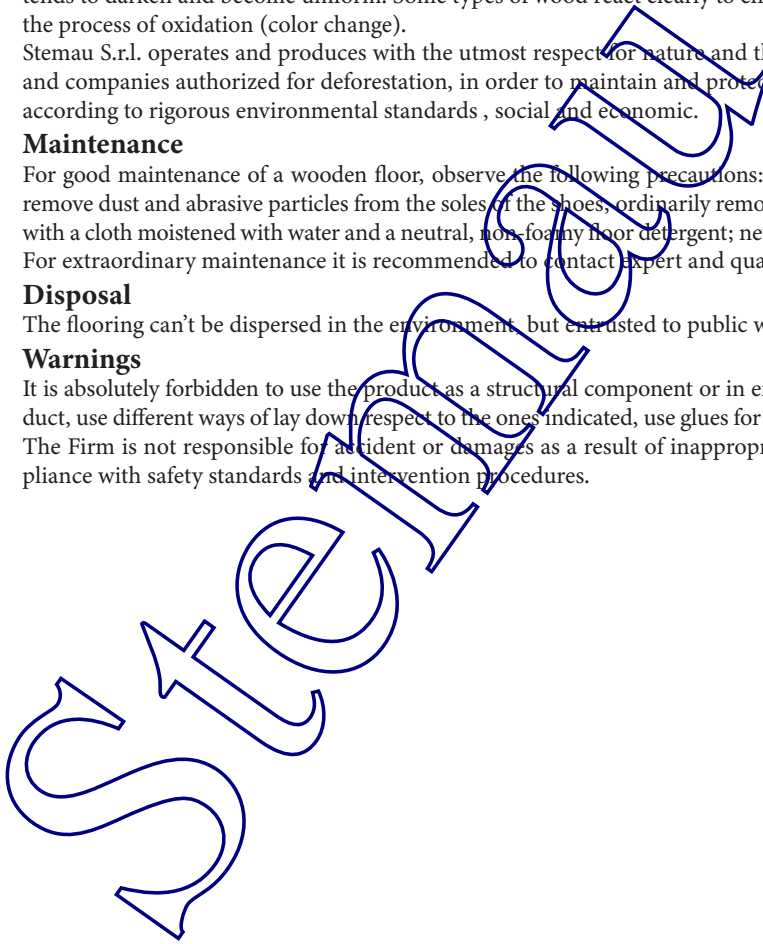 tends to darken and become uniform. Some types of wood react clearly to
the process of oxidation (color change).
Stemau S.r.l. operates and produces with the utmost respect for nature and
and companies authorized for deforestation, in order to maintain and
according to rigorous environmental standards , social and economic.
Maintenance
For good maintenance of a wooden floor, observe the following precautions:
remove dust and abrasive particles from the soles of the shoes; ordinarily
with a cloth moistened with water and a neutral, non-foamy floor detergent;
For extraordinary maintenance it is recommended to contact expert and
Disposal
The flooring can’t be dispersed in the environment, but entrusted to public
Warnings
It is absolutely forbidden to use the product as a structural component or in
duct, use different ways of lay down respect to the ones indicated, use glues for
The Firm is not responsible for accident or damages as a result of
pliance with safety standards and intervention procedures.
Stemau